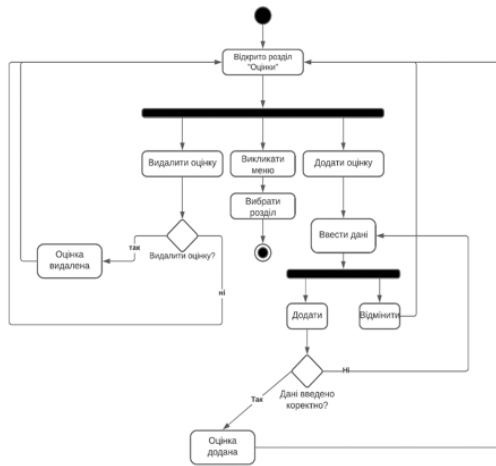 Відкрито розділ
"Оцінки"
Видалити оцінку
Викликати
меню
Додати оцінку
Вибрати
розділ
Ввести дані
так
Видалити оцінку?
Оцінка
видалена
ні
Додати
Відмінити
Ні
Дані введено
коректно?
Так
Оцінка
додана